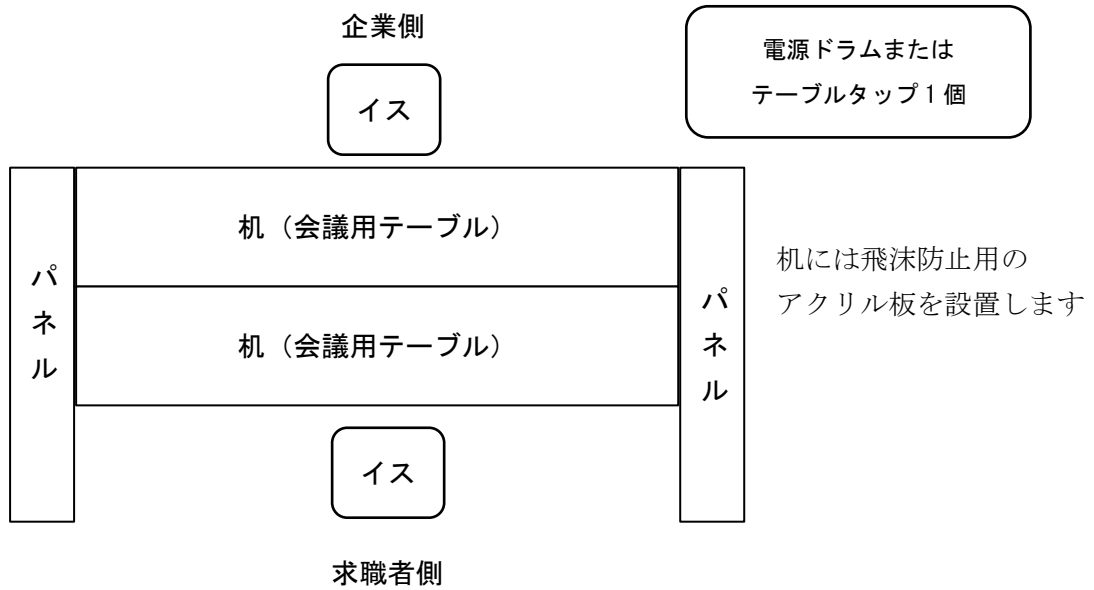 企業側
電源ドラムまたは
テーブルタップ１個
イス
机（会議用テーブル）
パネル
机には飛沫防止用の
アクリル板を設置します
パネル
机（会議用テーブル）
イス
求職者側